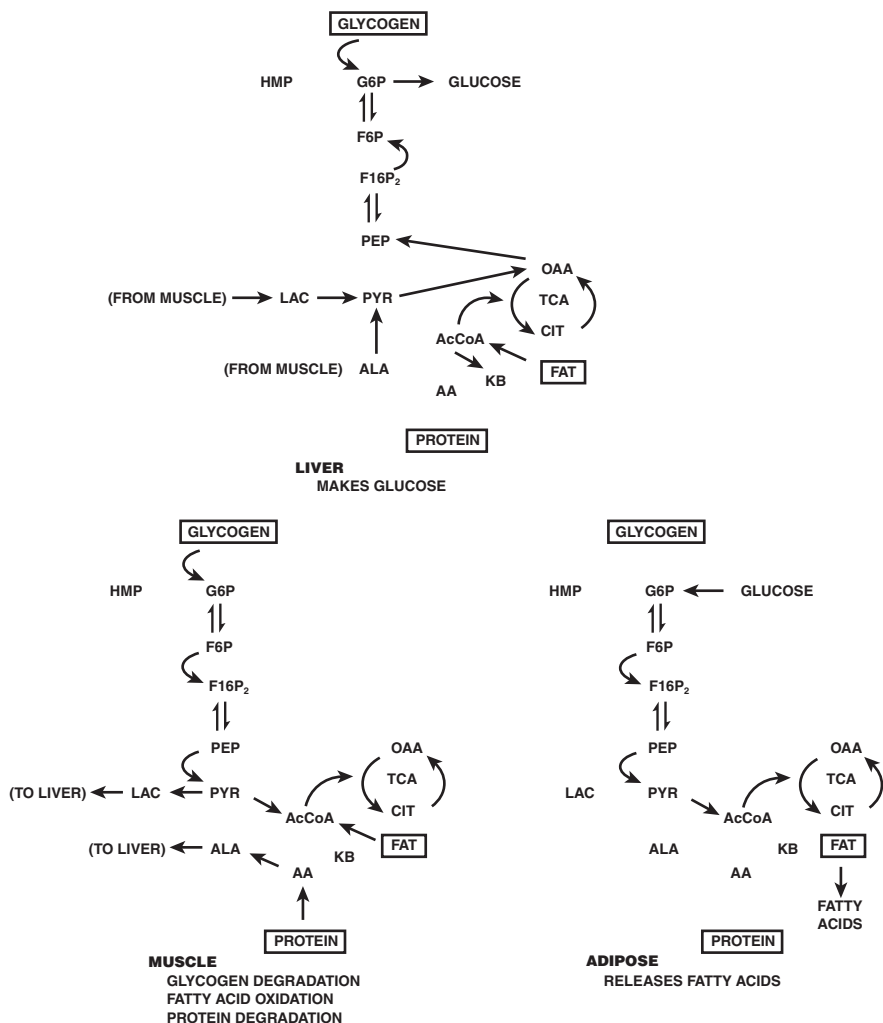 GLYCOGEN
HMP G6P GLUCOSE
F6P
F16P₂
PEP
OAA
(FROM MUSCLE) LAC PYR TCA
CIT
AcCoA
(FROM MUSCLE) ALA KB FAT
AA
PROTEIN
LIVER
MAKES GLUCOSE
GLYCOGEN
HMP G6P
F6P
F16P₂
PEP OAA
TCA
(TO LIVER) LAC PYR CIT
AcCoA
(TO LIVER) ALA KB FAT
AA
PROTEIN
MUSCLE
GLYCOGEN DEGRADATION
FATTY ACID OXIDATION
PROTEIN DEGRADATION
GLYCOGEN
HMP G6P GLUCOSE
F6P
F16P₂
PEP OAA
TCA
LAC PYR CIT
AcCoA
ALA KB FAT
AA
FATTY
ACIDS
PROTEIN
ADIPOSE
RELEASES FATTY ACIDS